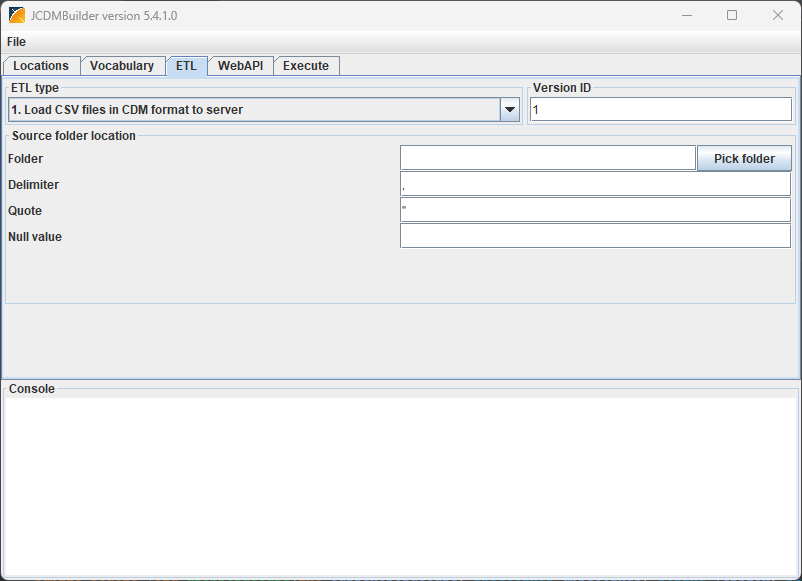 JCDMBuilder version 5.4.1.0
File
Locations Vocabulary ETL WebAPI Execute
ETL type Version ID
1. Load CSV files in CDM format to server 1
Source folder location
Folder Pick folder
Delimiter ,
Quote "
Null value
Console